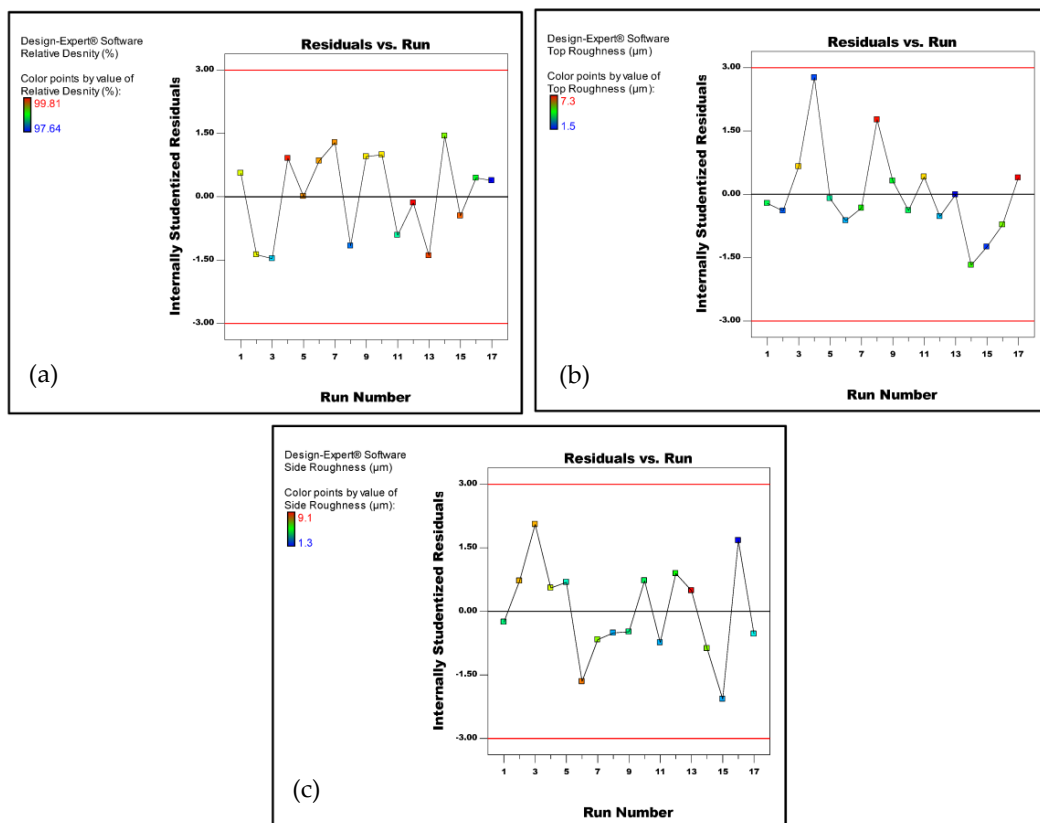 Design-Expert® Software
Relative Desnity (%)
Color points by value of
Relative Desnity (%):
99.81
97.64
Residuals vs. Run
Internally Studentized Residuals
3.00
1.50
0.00
-1.50
-3.00
1 3 5 7 9 11 13 15 17
Run Number
(a)
Design-Expert® Software
Top Roughness (µm)
Color points by value of
Top Roughness (µm):
7.3
1.5
Residuals vs. Run
Internally Studentized Residuals
3.00
1.50
0.00
-1.50
-3.00
1 3 5 7 9 11 13 15 17
Run Number
(b)
Design-Expert® Software
Side Roughness (µm)
Color points by value of
Side Roughness (µm):
9.1
1.3
Residuals vs. Run
Internally Studentized Residuals
3.00
1.50
0.00
-1.50
-3.00
1 3 5 7 9 11 13 15 17
Run Number
(c)